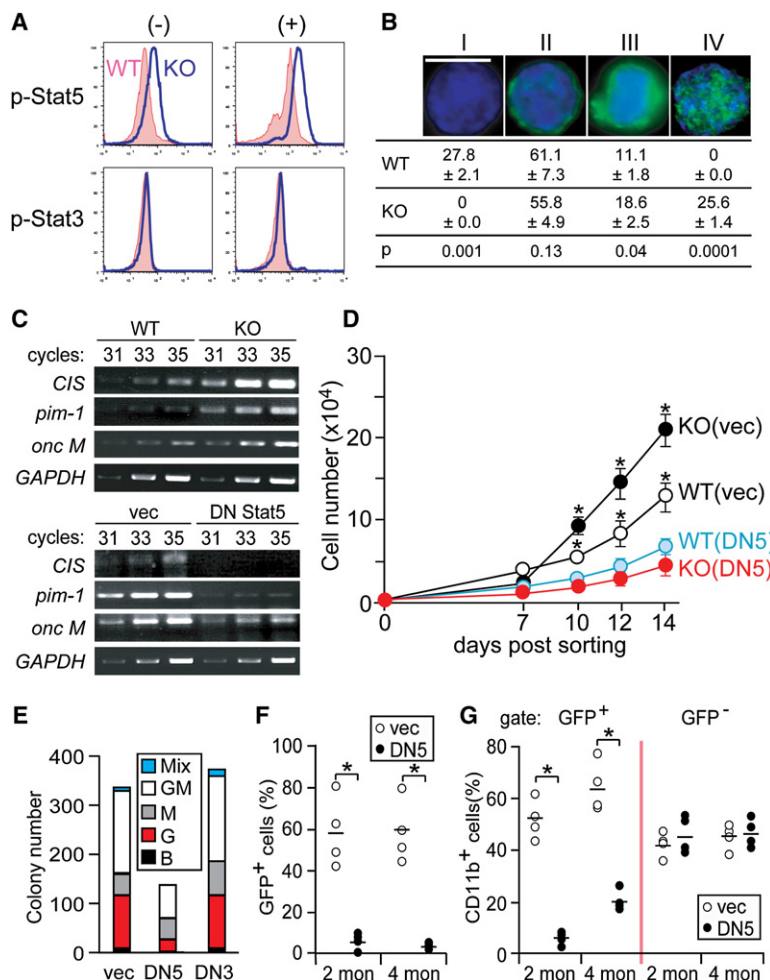 A
(-) (+)
p-Stat5
WT KO
p-Stat3
B
I II III IV
WT 27.8 ± 2.1 61.1 ± 7.3 11.1 ± 1.8 0 ± 0.0
KO 0 ± 0.0 55.8 ± 4.9 18.6 ± 2.5 25.6 ± 1.4
p 0.001 0.13 0.04 0.0001
C
WT KO
cycles: 31 33 35 31 33 35
CIS
pim-1
onc M
GAPDH
vec DN Stat5
cycles: 31 33 35 31 33 35
CIS
pim-1
onc M
GAPDH
D
Cell number (x10⁴)
30
20
10
0
* * *
* * *
KO(vec)
WT(vec)
WT(DN5)
KO(DN5)
0 7 10 12 14
days post sorting
E
Colony number
400
300
200
100
0
Mix
GM
M
G
B
vec DN5 DN3
F
GFP⁺ cells (%)
100
80
60
40
20
0
vec
DN5
* *
2 mon 4 mon
G
gate: GFP⁺ GFP⁻
CD11b⁺ cells(%)
80
60
40
20
0
* *
vec
DN5
2 mon 4 mon 2 mon 4 mon